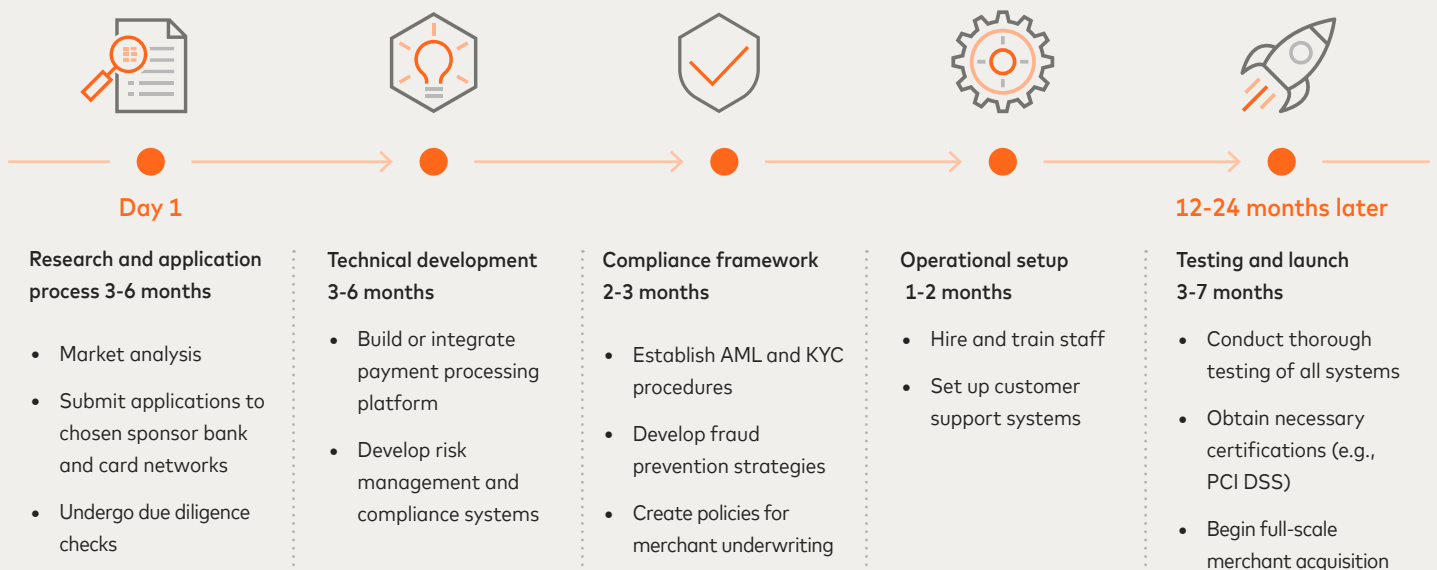 Day 1
12-24 months later
Research and application
process 3-6 months
• Market analysis
• Submit applications to
chosen sponsor bank
and card networks
• Undergo due diligence
checks
Technical development
3-6 months
• Build or integrate
payment processing
platform
• Develop risk
management and
compliance systems
Compliance framework
2-3 months
• Establish AML and KYC
procedures
• Develop fraud
prevention strategies
• Create policies for
merchant underwriting
Operational setup
1-2 months
• Hire and train staff
• Set up customer
support systems
Testing and launch
3-7 months
• Conduct thorough
testing of all systems
• Obtain necessary
certifications (e.g.,
PCI DSS)
• Begin full-scale
merchant acquisition